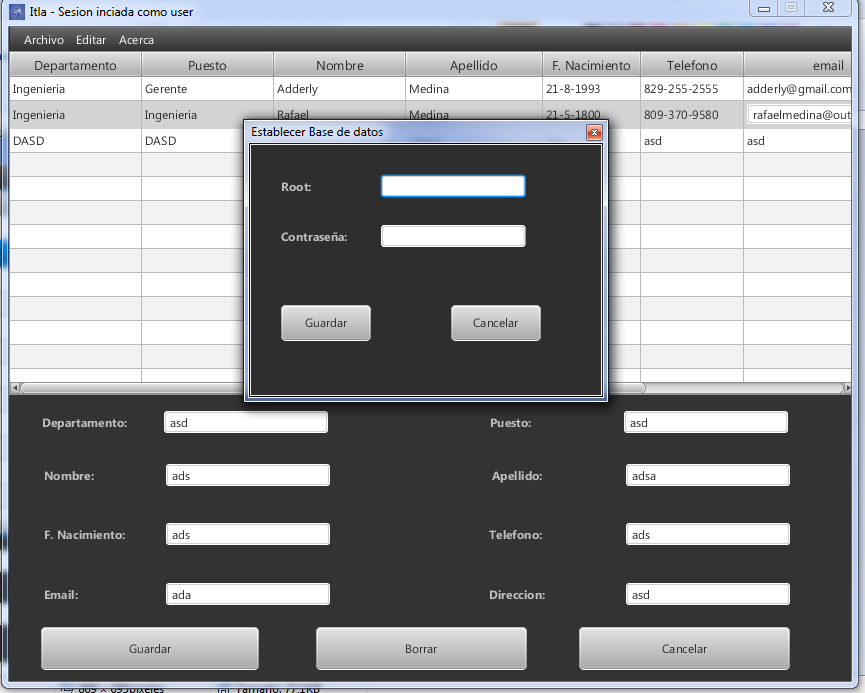 Itla - Sesion inciada como user
Archivo Editar Acerca
Departamento Puesto Nombre Apellido F. Nacimiento Telefono email
Ingenieria Gerente Adderly Medina 21-8-1993 829-255-2555 adderly@gmail.com
Ingenieria Ingenieria Rafael Medina 21-5-1800 809-370-9580 rafaelmedina@out
DASD DASD asd asd
Establecer Base de datos
Root:
Contraseña:
Guardar Cancelar
Departamento: asd Puesto: asd
Nombre: ads Apellido: adsa
F. Nacimiento: ads Telefono: ads
Email: ada Direccion: asd
Guardar Borrar Cancelar